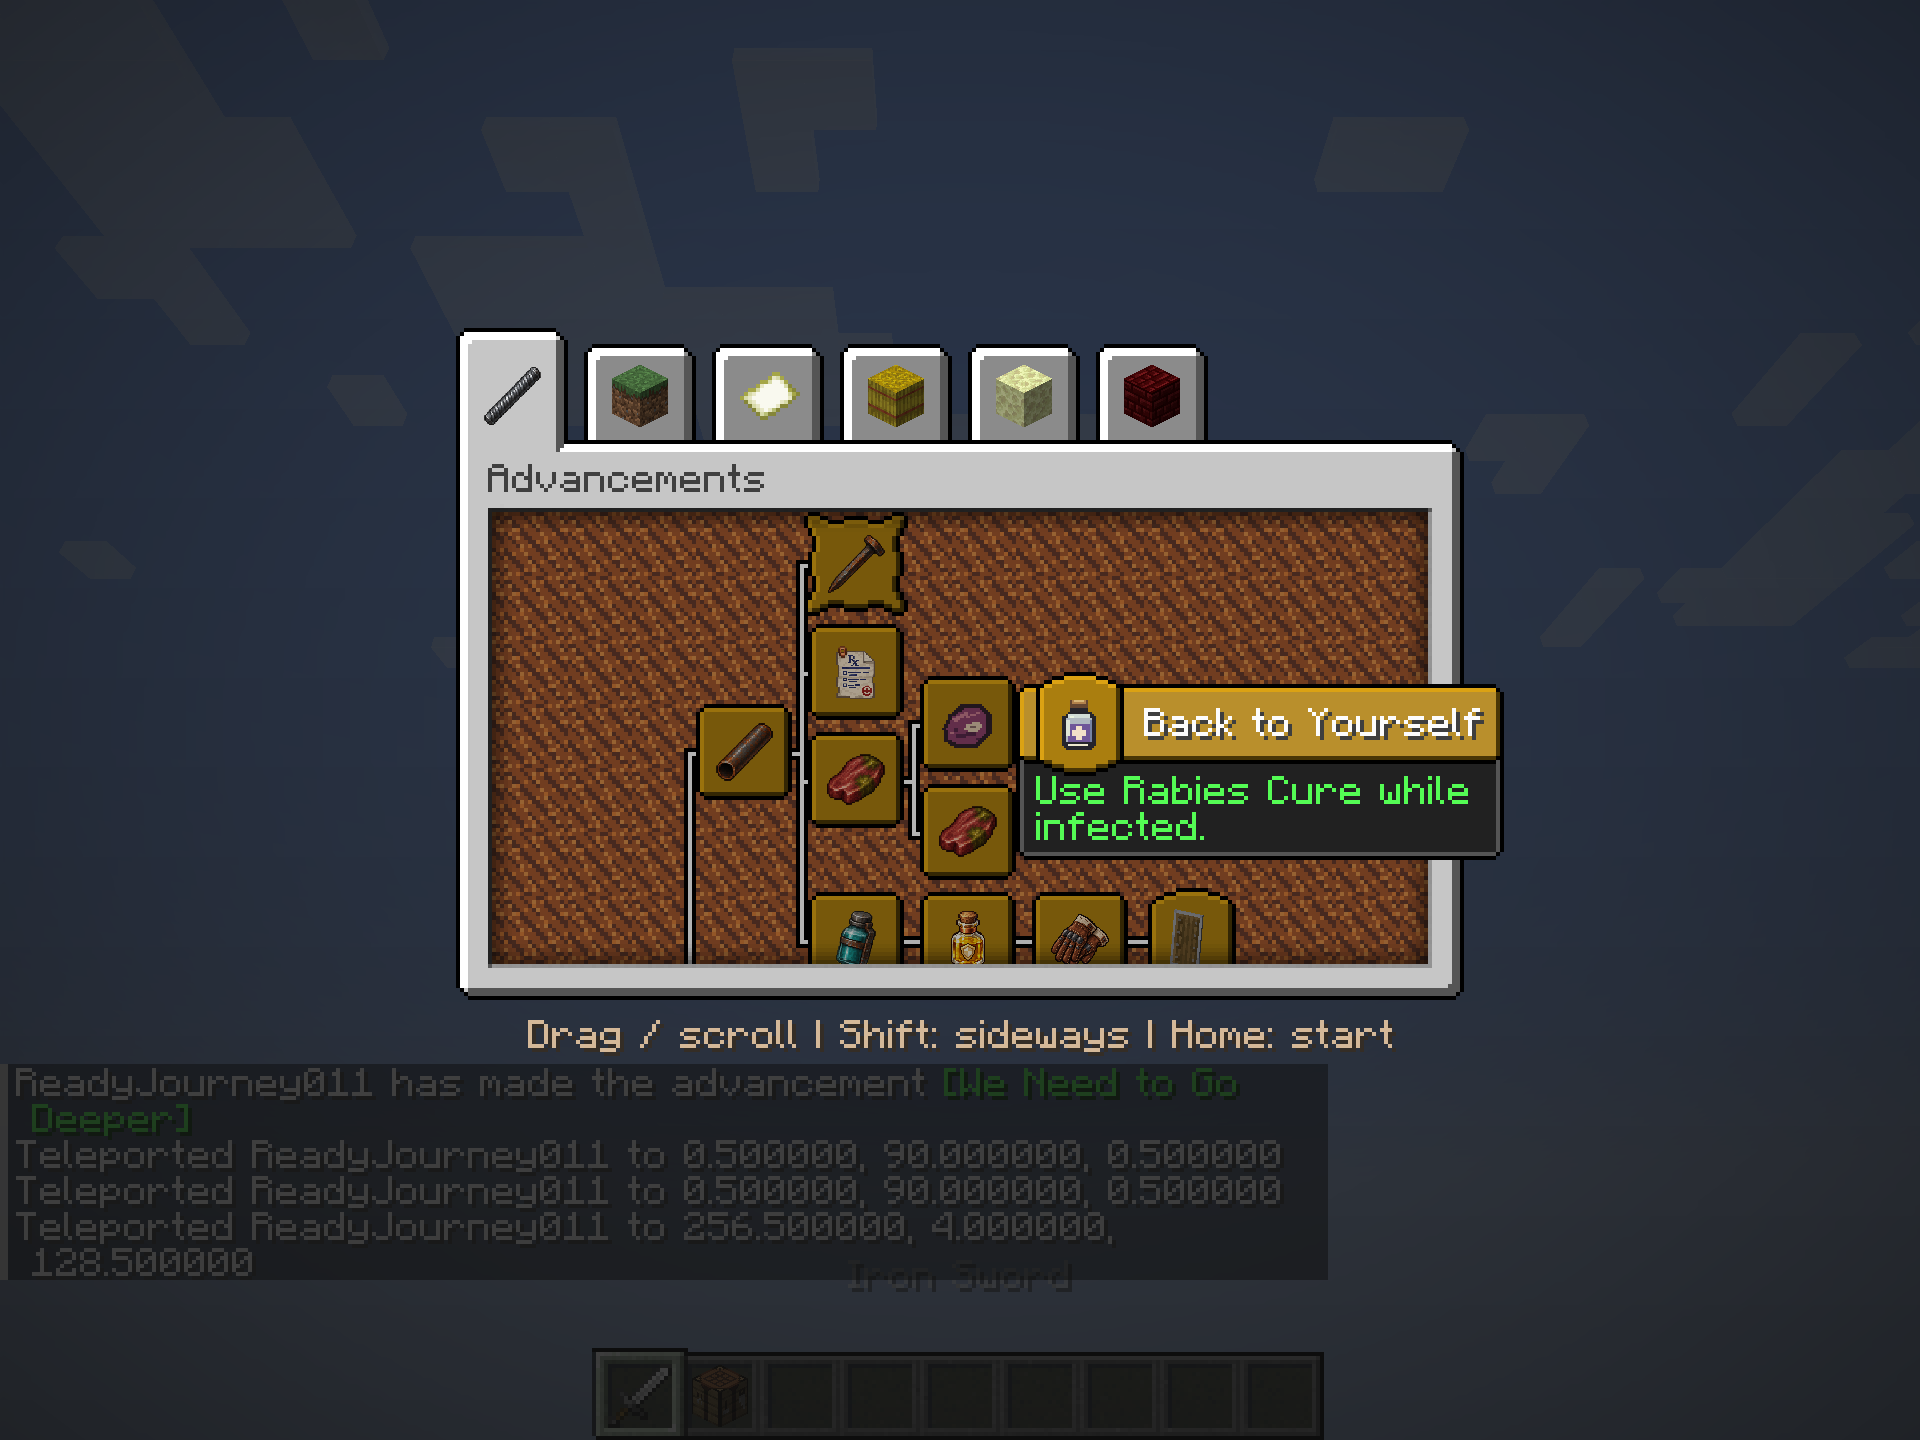 Advancements
Rx
Back to Yourself
Use Rabies Cure while
infected.
Drag / scroll | Shift: sideways | Home: start
ReadyJourney011 has made the advancement [We Need to Go
Deeper]
Teleported ReadyJourney011 to 0.500000, 90.000000, 0.500000
Teleported ReadyJourney011 to 0.500000, 90.000000, 0.500000
Teleported ReadyJourney011 to 256.500000, 4.000000,
128.500000
Iron Sword